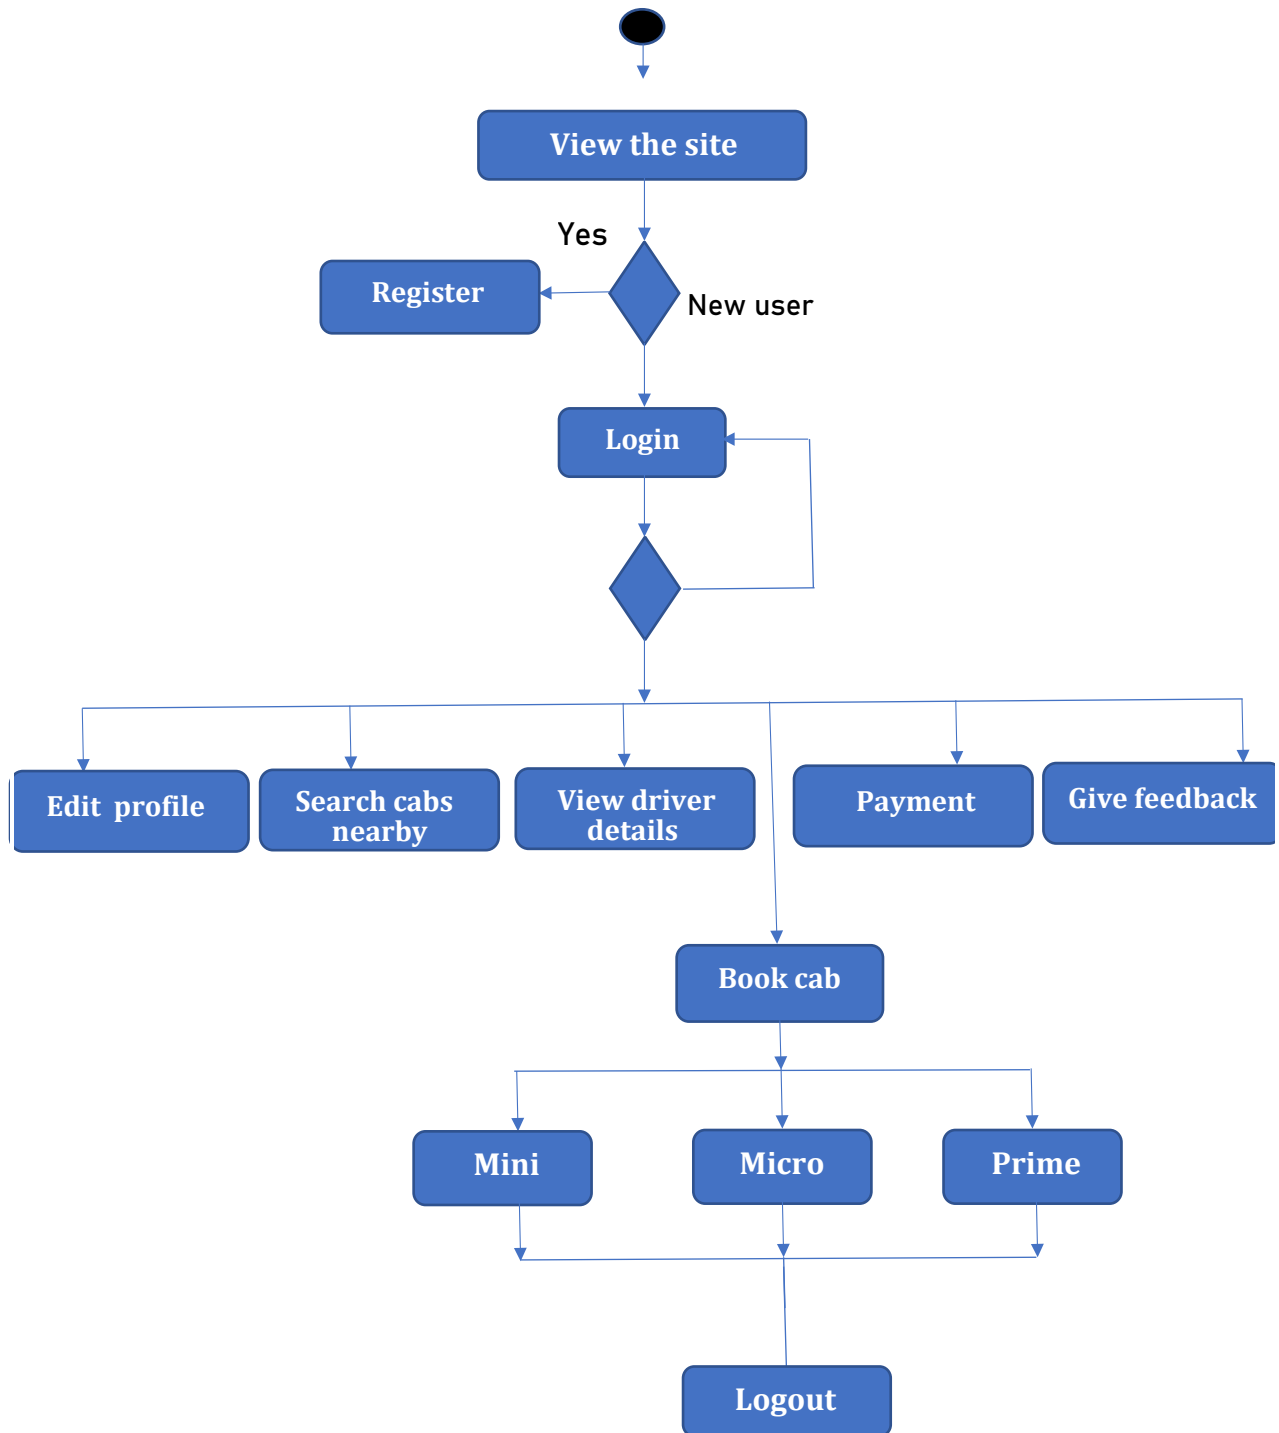 View the site
Yes
Register
New user
Login
Edit  profile
Search cabs
nearby
View driver
details
Payment
Give feedback
Book cab
Mini
Micro
Prime
Logout